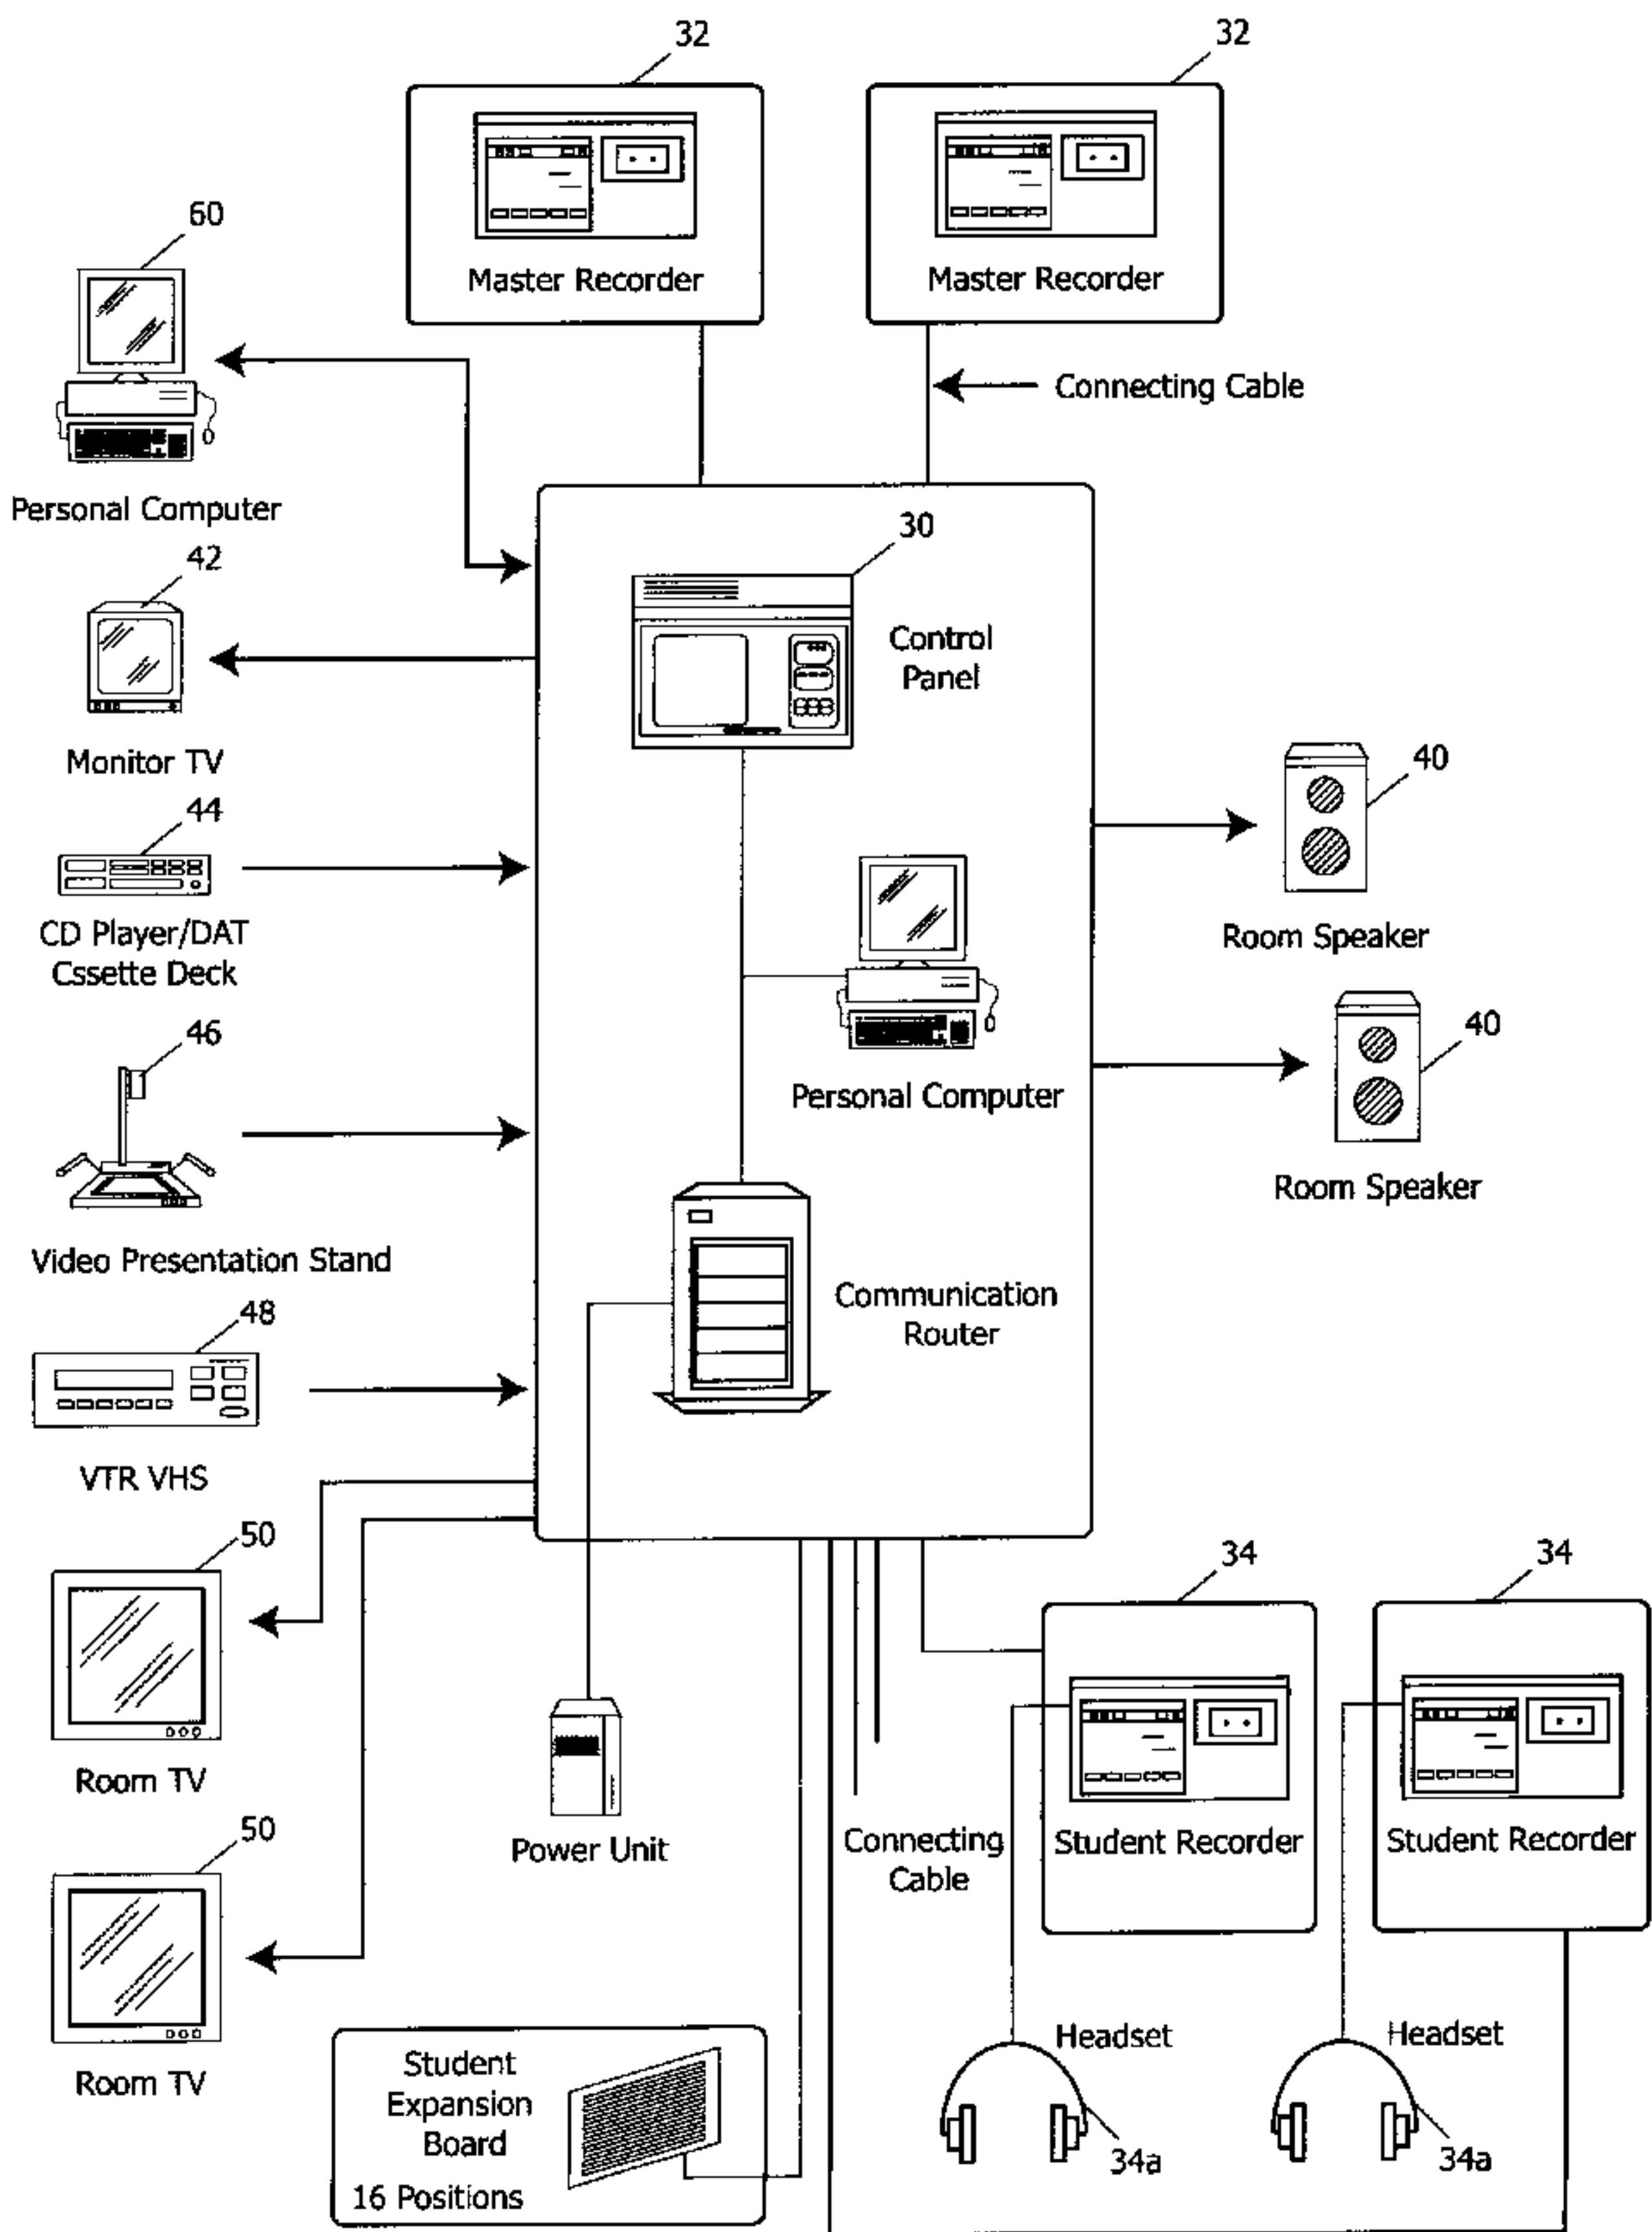 32
32
Master Recorder
Master Recorder
60
Connecting Cable
Personal Computer
30
42
Control
Panel
Monitor TV
40
44
CD Player/DAT
Cssette Deck
Room Speaker
46
40
Personal Computer
Room Speaker
Video Presentation Stand
Communication
Router
48
VTR VHS
50
34
34
Room TV
Power Unit
Connecting
Cable
Student Recorder
Student Recorder
50
Room TV
Headset
Headset
Student
Expansion
Board
16 Positions
34a
34a